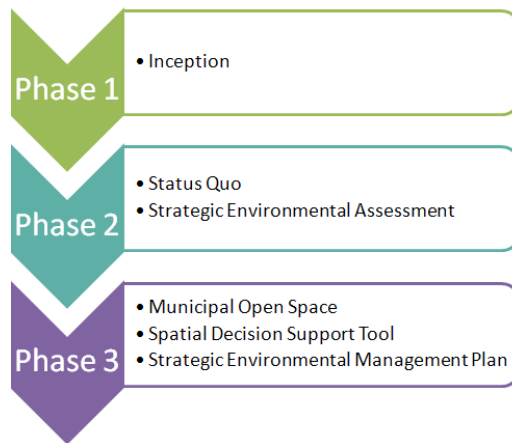 Phase 1
• Inception
Phase 2
• Status Quo
• Strategic Environmental Assessment
Phase 3
• Municipal Open Space
• Spatial Decision Support Tool
• Strategic Environmental Management Plan